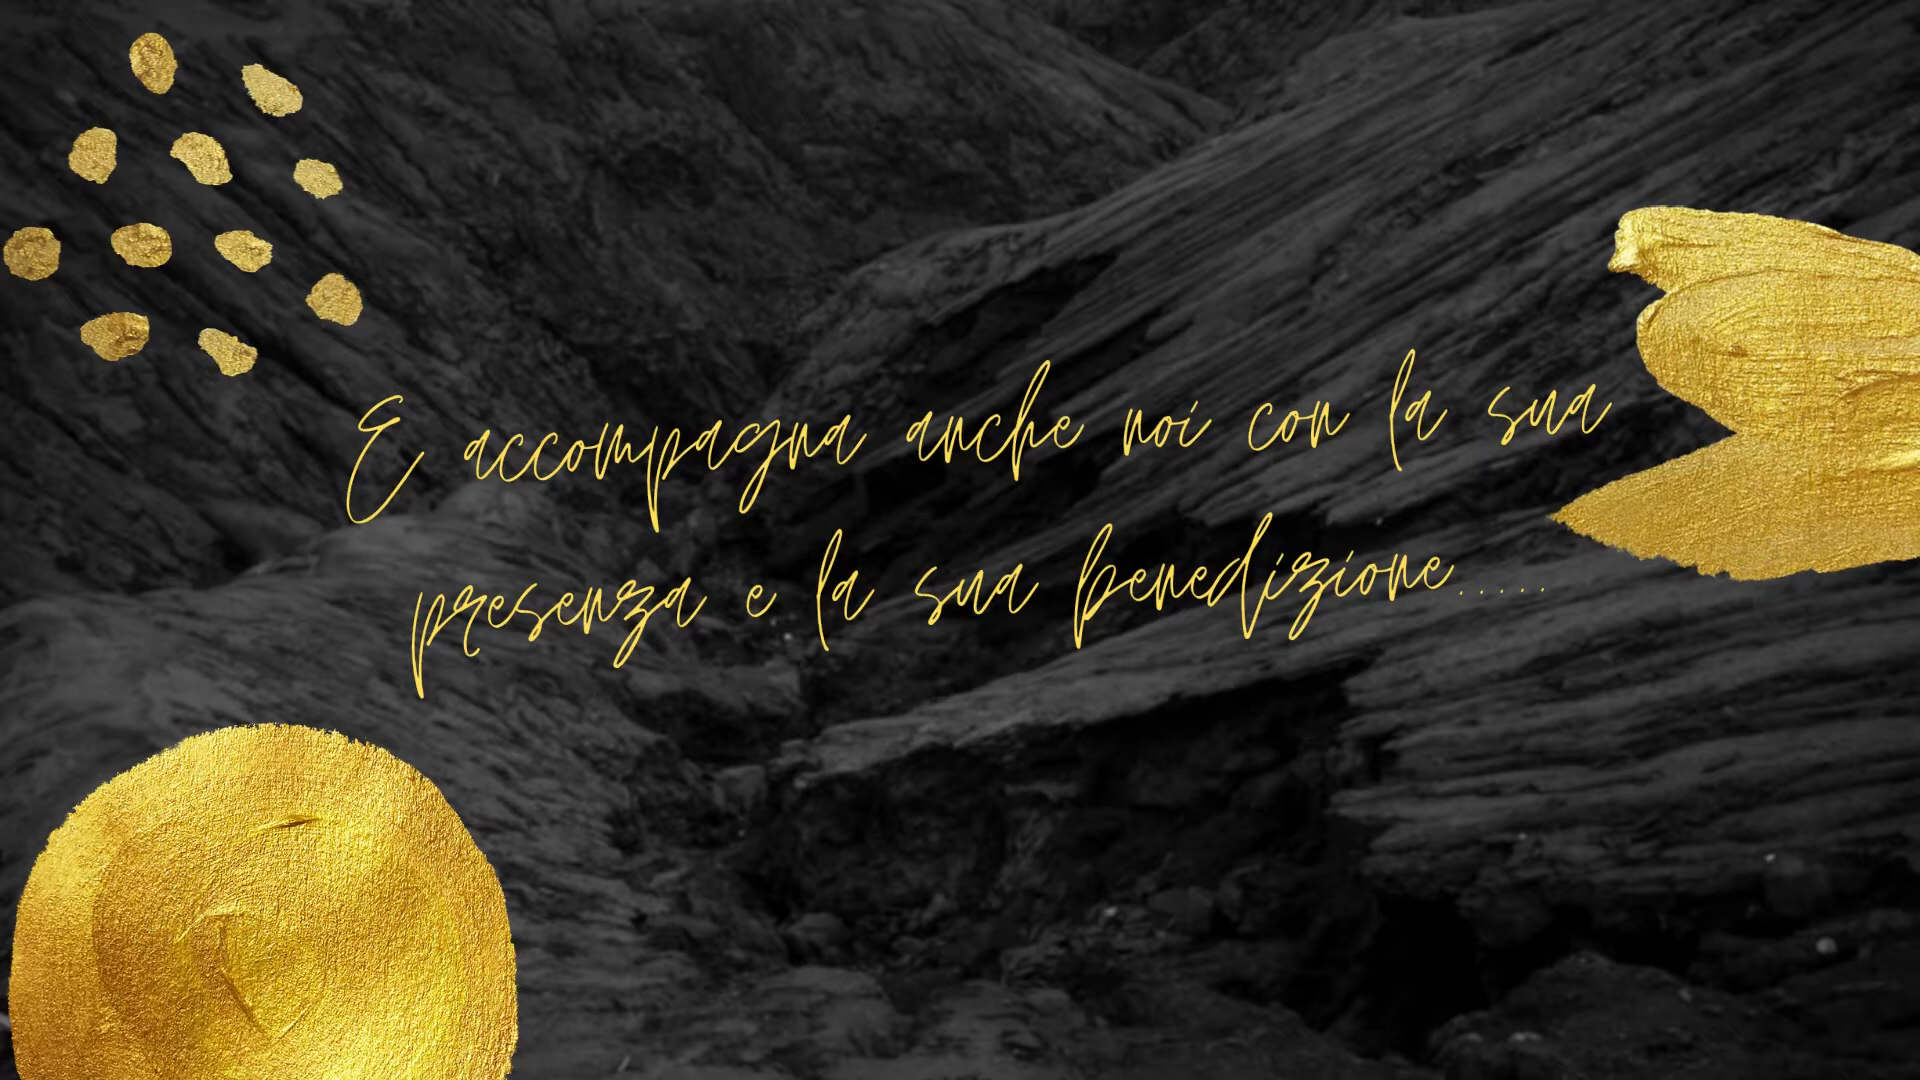 E accompagna anche noi con la sua
presenza e la sua benedizione.....